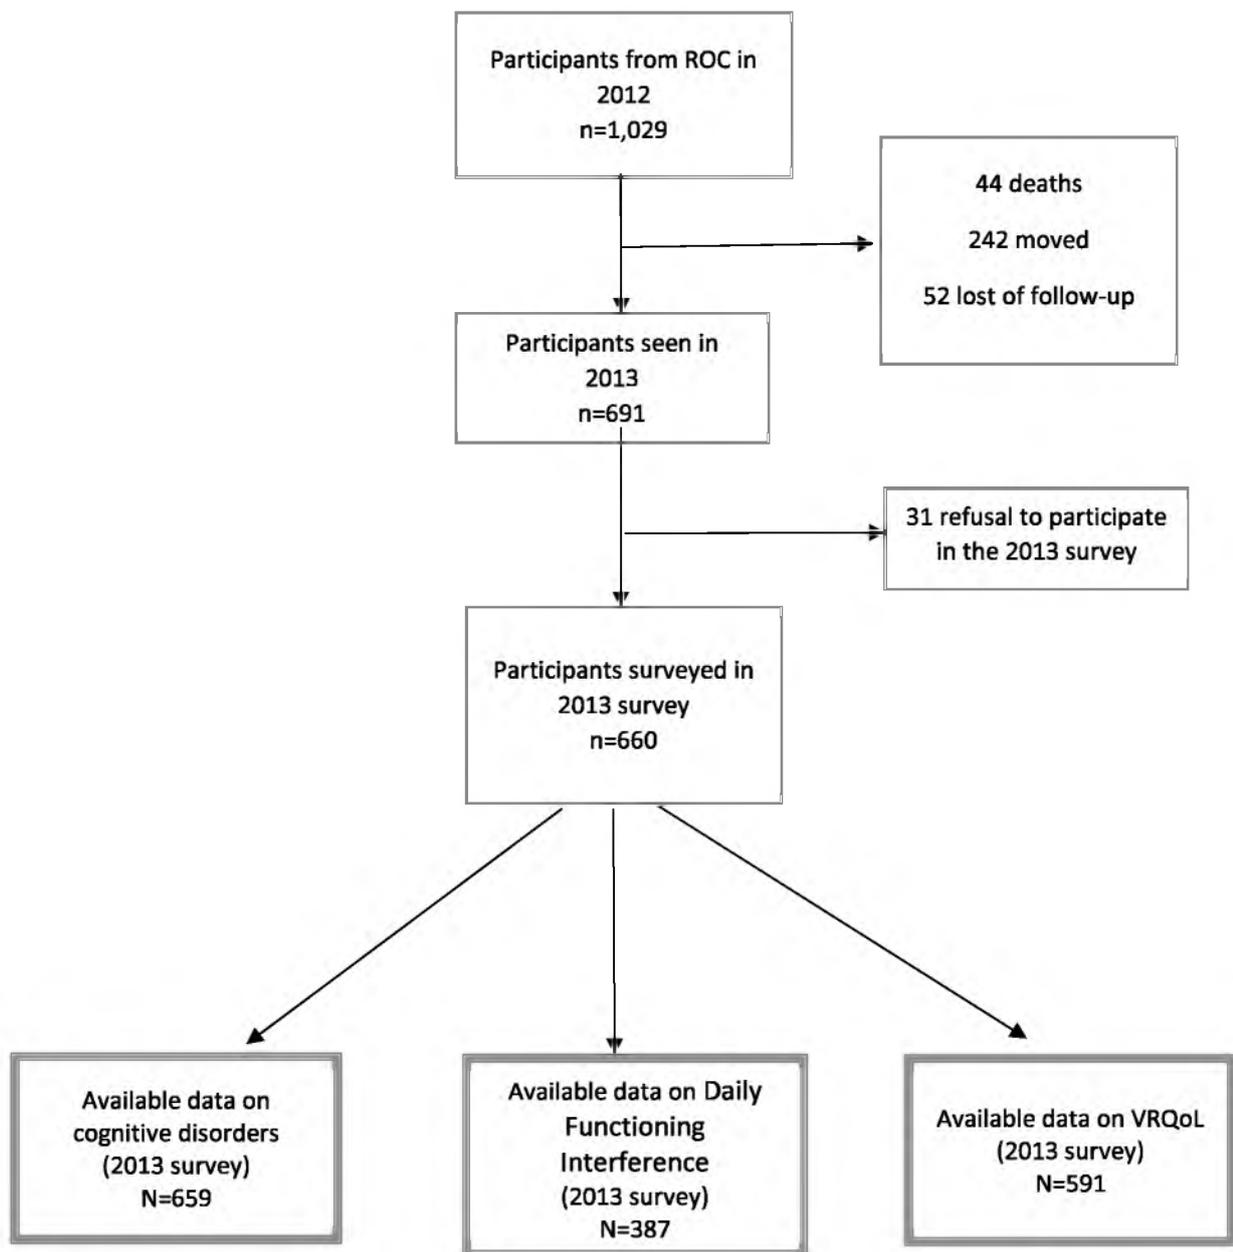 Participants from ROC in
2012
n=1,029
44 deaths
242 moved
52 lost of follow-up
Participants seen in
2013
n=691
31 refusal to participate
in the 2013 survey
Participants surveyed in
2013 survey
n=660
Available data on
cognitive disorders
(2013 survey)
N=659
Available data on Daily
Functioning
Interference
(2013 survey)
N=387
Available data on VRQoL
(2013 survey)
N=591